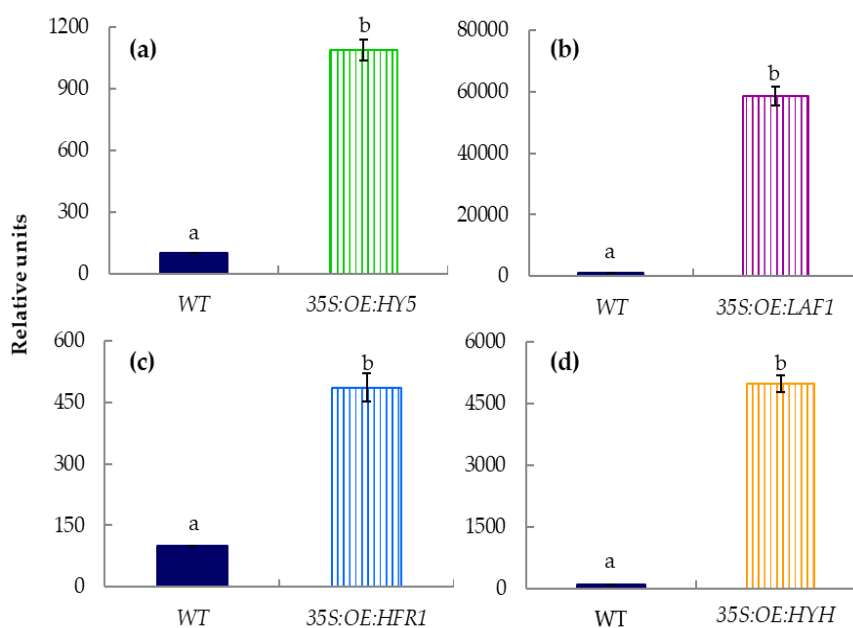 Relative units
(a)
1200
900
600
300
0
a
b
WT 35S:OE:HY5
(b)
80000
60000
40000
20000
0
a
b
WT 35S:OE:LAF1
(c)
600
450
300
150
0
a
b
WT 35S:OE:HFR1
(d)
6000
4500
3000
1500
0
a
b
WT 35S:OE:HYH